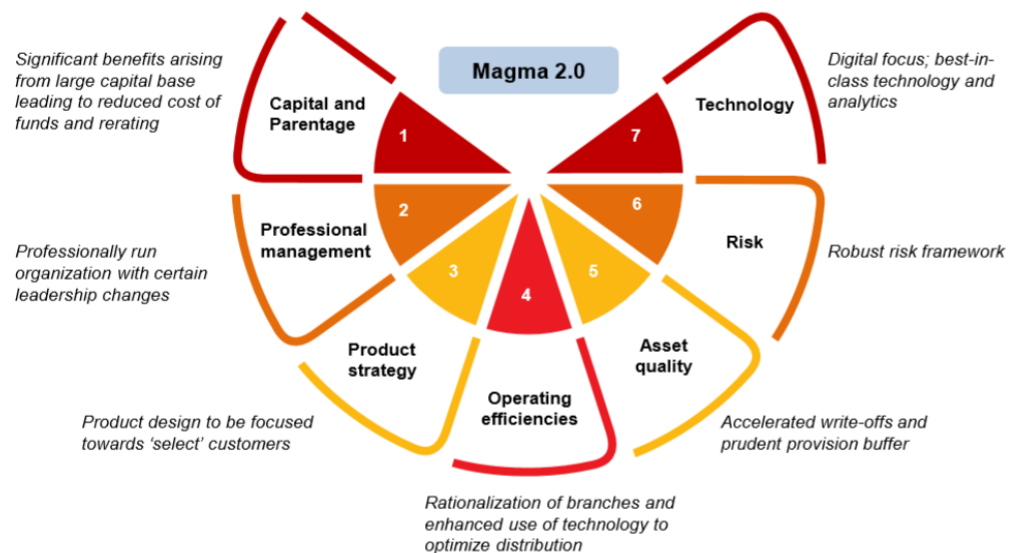 Magma 2.0
Significant benefits arising
from large capital base
leading to reduced cost of
funds and rerating
Capital and
Parentage
1
Professionally run
organization with certain
leadership changes
Professional
management
2
Product design to be focused
towards ‘select’ customers
Product
strategy
3
Rationalization of branches and
enhanced use of technology to
optimize distribution
Operating
efficiencies
4
Accelerated write-offs and
prudent provision buffer
Asset
quality
5
Robust risk framework
Risk
6
Digital focus; best-in-
class technology and
analytics
Technology
7